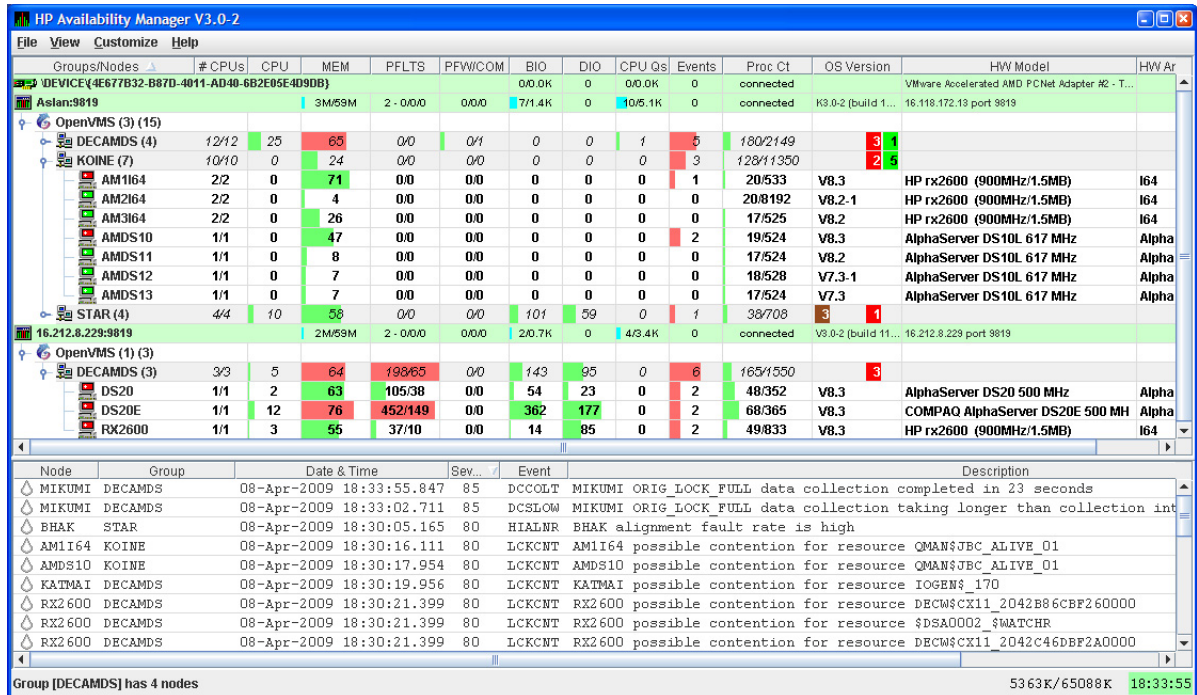 HP Availability Manager V3.0-2
File View Customize Help
Groups/Nodes # CPUs CPU MEM PFLTS PFW/COM BIO DIO CPU Qs Events Proc Ct OS Version HW Model HW Ar
\DEVICE\{4E677B32-B87D-4011-AD40-6B2E05E4D9DB} 0/0.0K 0 0/0.0K 0 connected VMware Accelerated AMD PCNet Adapter #2 - T...
Aslan:9819 3M/59M 2 - 0/0/0 0/0/0 7/1.4K 0 10/5.1K 0 connected K3.0-2 (build 1... 16.118.172.13 port 9819
OpenVMS (3) (15)
DECAMDS (4) 12/12 25 65 0/0 0/1 0 0 1 5 180/2149 3 1
KOINE (7) 10/10 0 24 0/0 0/0 0 0 0 3 128/11350 2 5
AM1I64 2/2 0 71 0/0 0/0 0 0 0 1 20/533 V8.3 HP rx2600 (900MHz/1.5MB) I64
AM2I64 2/2 0 4 0/0 0/0 0 0 0 0 20/8192 V8.2-1 HP rx2600 (900MHz/1.5MB) I64
AM3I64 2/2 0 26 0/0 0/0 0 0 0 0 17/525 V8.2 HP rx2600 (900MHz/1.5MB) I64
AMDS10 1/1 0 47 0/0 0/0 0 0 0 2 19/524 V8.3 AlphaServer DS10L 617 MHz Alpha
AMDS11 1/1 0 8 0/0 0/0 0 0 0 0 17/524 V8.2 AlphaServer DS10L 617 MHz Alpha
AMDS12 1/1 0 7 0/0 0/0 0 0 0 0 18/528 V7.3-1 AlphaServer DS10L 617 MHz Alpha
AMDS13 1/1 0 7 0/0 0/0 0 0 0 0 17/524 V7.3 AlphaServer DS10L 617 MHz Alpha
STAR (4) 4/4 10 58 0/0 0/0 101 59 0 1 38/708 3 1
16.212.8.229:9819 2M/59M 2 - 0/0/0 0/0/0 2/0.7K 0 4/3.4K 0 connected V3.0-2 (build 11... 16.212.8.229 port 9819
OpenVMS (1) (3)
DECAMDS (3) 3/3 5 64 198/65 0/0 143 95 0 6 165/1550 3
DS20 1/1 2 63 105/38 0/0 54 23 0 2 48/352 V8.3 AlphaServer DS20 500 MHz Alpha
DS20E 1/1 12 76 452/149 0/0 362 177 0 2 68/365 V8.3 COMPAQ AlphaServer DS20E 500 MH Alpha
RX2600 1/1 3 55 37/10 0/0 14 85 0 2 49/833 V8.3 HP rx2600 (900MHz/1.5MB) I64
Node Group Date & Time Sev... Event Description
MIKUMI DECAMDS 08-Apr-2009 18:33:55.847 85 DCCOLT MIKUMI ORIG_LOCK_FULL data collection completed in 23 seconds
MIKUMI DECAMDS 08-Apr-2009 18:33:02.711 85 DCSLOW MIKUMI ORIG_LOCK_FULL data collection taking longer than collection int
BHAK STAR 08-Apr-2009 18:30:05.165 80 HIALNR BHAK alignment fault rate is high
AM1I64 KOINE 08-Apr-2009 18:30:16.111 80 LCKCNT AM1I64 possible contention for resource QMAN$JBC_ALIVE_01
AMDS10 KOINE 08-Apr-2009 18:30:17.954 80 LCKCNT AMDS10 possible contention for resource QMAN$JBC_ALIVE_01
KATMAI DECAMDS 08-Apr-2009 18:30:19.956 80 LCKCNT KATMAI possible contention for resource IOGEN$_170
RX2600 DECAMDS 08-Apr-2009 18:30:21.399 80 LCKCNT RX2600 possible contention for resource DECW$CX11_2042B86CBF260000
RX2600 DECAMDS 08-Apr-2009 18:30:21.399 80 LCKCNT RX2600 possible contention for resource $DSA0002_$WATCHR
RX2600 DECAMDS 08-Apr-2009 18:30:21.399 80 LCKCNT RX2600 possible contention for resource DECW$CX11_2042C46DBF2A0000
Group [DECAMDS] has 4 nodes 5363K/65088K 18:33:55